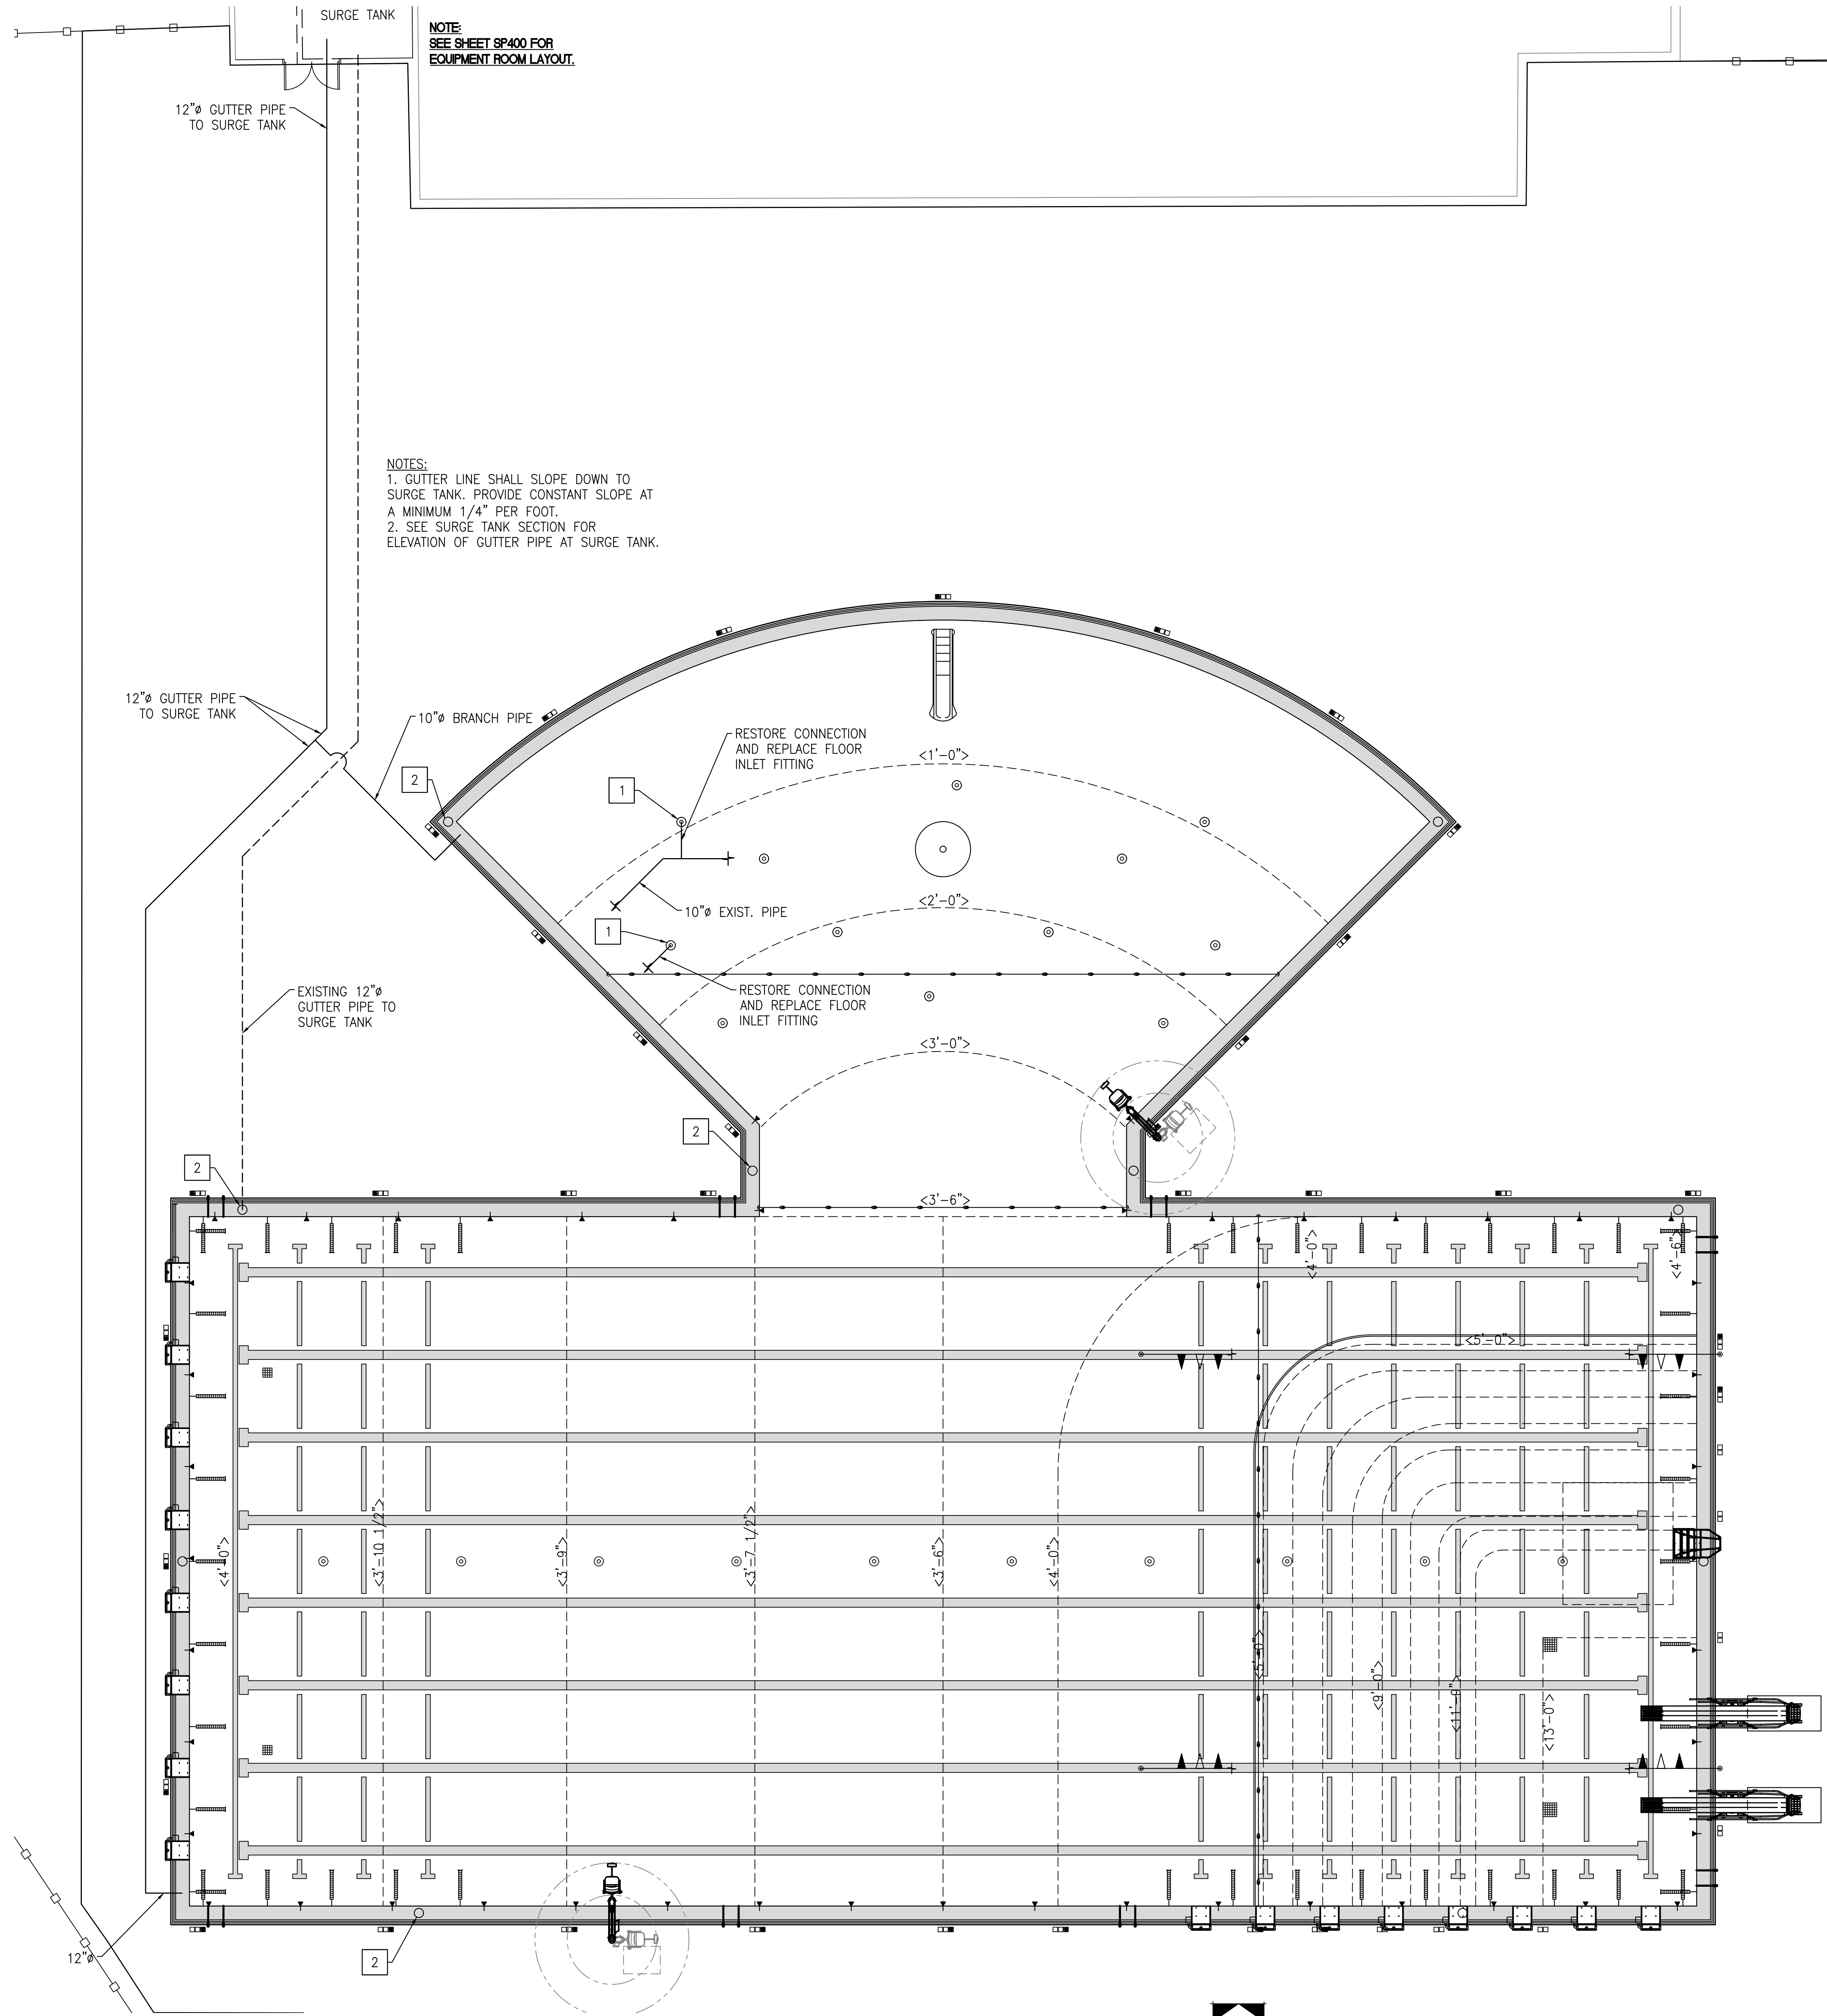 SURGE TANK
NOTE:
SEE SHEET SP400 FOR
EQUIPMENT ROOM LAYOUT.
12"ø GUTTER PIPE
TO SURGE TANK
NOTES:
1. GUTTER LINE SHALL SLOPE DOWN TO
SURGE TANK. PROVIDE CONSTANT SLOPE AT
A MINIMUM 1/4" PER FOOT.
2. SEE SURGE TANK SECTION FOR
ELEVATION OF GUTTER PIPE AT SURGE TANK.
12"ø GUTTER PIPE
TO SURGE TANK
10"ø BRANCH PIPE
RESTORE CONNECTION
AND REPLACE FLOOR
INLET FITTING
<1'-0">
2
1
10"ø EXIST. PIPE
<2'-0">
1
EXISTING 12"ø
GUTTER PIPE TO
SURGE TANK
RESTORE CONNECTION
AND REPLACE FLOOR
INLET FITTING
<3'-0">
2
2
<3'-6">
<4'-0">
<4'-6">
<5'-0">
<4'-0">
<3'-10 1/2">
<3'-9">
<3'-7 1/2">
<3'-6">
<4'-0">
<5'-0">
<9'-0">
<11'-9">
<13'-0">
12"ø
2